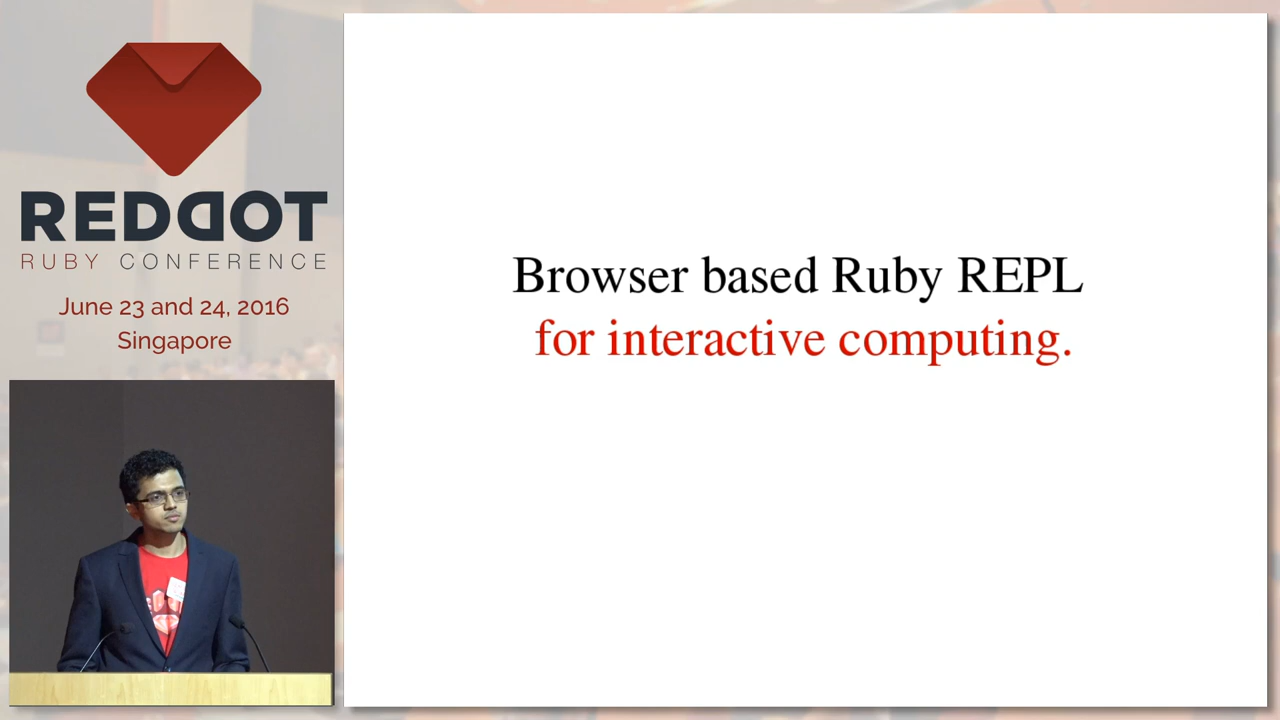 REDDOT
RUBY CONFERENCE
June 23 and 24, 2016
Singapore
Browser based Ruby REPL
for interactive computing.